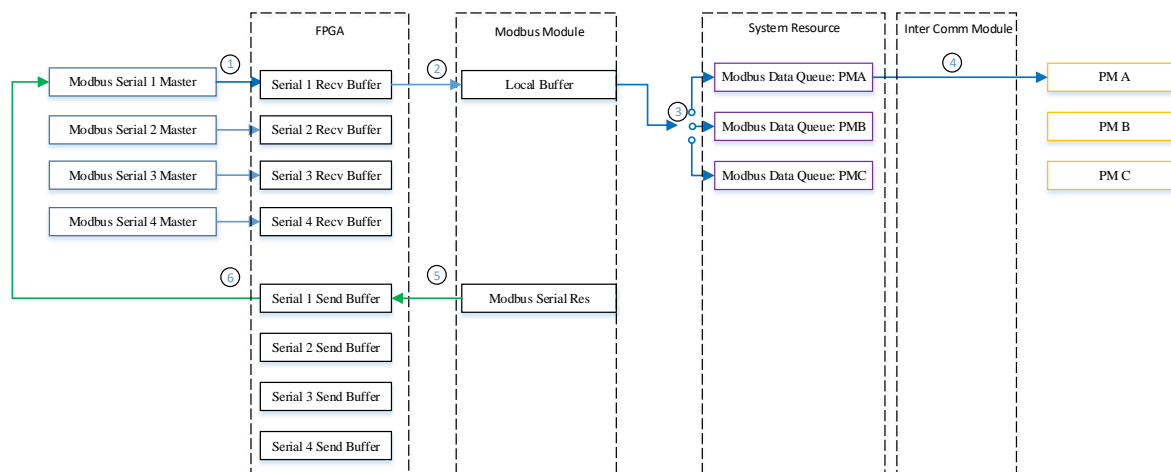 FPGA
Modbus Module
System Resource
Inter Comm Module
1
2
3
4
Modbus Serial 1 Master
Serial 1 Recv Buffer
Local Buffer
Modbus Data Queue: PMA
PM A
Modbus Serial 2 Master
Serial 2 Recv Buffer
Modbus Data Queue: PMB
PM B
Modbus Serial 3 Master
Serial 3 Recv Buffer
Modbus Data Queue: PMC
PM C
Modbus Serial 4 Master
Serial 4 Recv Buffer
6
5
Serial 1 Send Buffer
Modbus Serial Res
Serial 2 Send Buffer
Serial 3 Send Buffer
Serial 4 Send Buffer